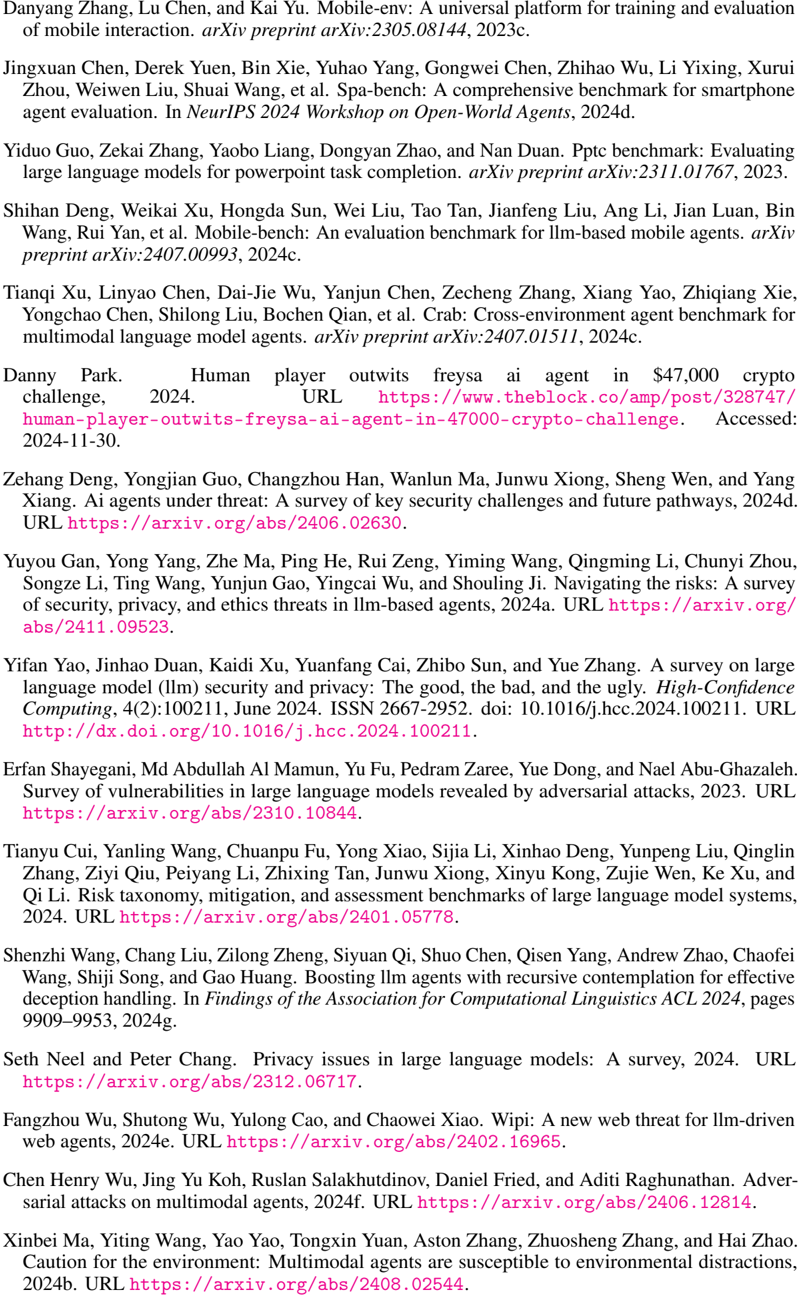 Danyang Zhang, Lu Chen, and Kai Yu. Mobile-env: A universal platform for training and evaluation
of mobile interaction. arXiv preprint arXiv:2305.08144, 2023c.
Jingxuan Chen, Derek Yuen, Bin Xie, Yuhao Yang, Gongwei Chen, Zhihao Wu, Li Yixing, Xurui
Zhou, Weiwen Liu, Shuai Wang, et al. Spa-bench: A comprehensive benchmark for smartphone
agent evaluation. In NeurIPS 2024 Workshop on Open-World Agents, 2024d.
Yiduo Guo, Zekai Zhang, Yaobo Liang, Dongyan Zhao, and Nan Duan. Pptc benchmark: Evaluating
large language models for powerpoint task completion. arXiv preprint arXiv:2311.01767, 2023.
Shihan Deng, Weikai Xu, Hongda Sun, Wei Liu, Tao Tan, Jianfeng Liu, Ang Li, Jian Luan, Bin
Wang, Rui Yan, et al. Mobile-bench: An evaluation benchmark for llm-based mobile agents. arXiv
preprint arXiv:2407.00993, 2024c.
Tianqi Xu, Linyao Chen, Dai-Jie Wu, Yanjun Chen, Zecheng Zhang, Xiang Yao, Zhiqiang Xie,
Yongchao Chen, Shilong Liu, Bochen Qian, et al. Crab: Cross-environment agent benchmark for
multimodal language model agents. arXiv preprint arXiv:2407.01511, 2024c.
Danny Park. Human player outwits freysa ai agent in $47,000 crypto
challenge, 2024. URL https://www.theblock.co/amp/post/328747/
human-player-outwits-freysa-ai-agent-in-47000-crypto-challenge. Accessed:
2024-11-30.
Zehang Deng, Yongjian Guo, Changzhou Han, Wanlun Ma, Junwu Xiong, Sheng Wen, and Yang
Xiang. Ai agents under threat: A survey of key security challenges and future pathways, 2024d.
URL https://arxiv.org/abs/2406.02630.
Yuyou Gan, Yong Yang, Zhe Ma, Ping He, Rui Zeng, Yiming Wang, Qingming Li, Chunyi Zhou,
Songze Li, Ting Wang, Yunjun Gao, Yingcai Wu, and Shouling Ji. Navigating the risks: A survey
of security, privacy, and ethics threats in llm-based agents, 2024a. URL https://arxiv.org/
abs/2411.09523.
Yifan Yao, Jinhao Duan, Kaidi Xu, Yuanfang Cai, Zhibo Sun, and Yue Zhang. A survey on large
language model (llm) security and privacy: The good, the bad, and the ugly. High-Confidence
Computing, 4(2):100211, June 2024. ISSN 2667-2952. doi: 10.1016/j.hcc.2024.100211. URL
http://dx.doi.org/10.1016/j.hcc.2024.100211.
Erfan Shayegani, Md Abdullah Al Mamun, Yu Fu, Pedram Zaree, Yue Dong, and Nael Abu-Ghazaleh.
Survey of vulnerabilities in large language models revealed by adversarial attacks, 2023. URL
https://arxiv.org/abs/2310.10844.
Tianyu Cui, Yanling Wang, Chuanpu Fu, Yong Xiao, Sijia Li, Xinhao Deng, Yunpeng Liu, Qinglin
Zhang, Ziyi Qiu, Peiyang Li, Zhixing Tan, Junwu Xiong, Xinyu Kong, Zujie Wen, Ke Xu, and
Qi Li. Risk taxonomy, mitigation, and assessment benchmarks of large language model systems,
2024. URL https://arxiv.org/abs/2401.05778.
Shenzhi Wang, Chang Liu, Zilong Zheng, Siyuan Qi, Shuo Chen, Qisen Yang, Andrew Zhao, Chaofei
Wang, Shiji Song, and Gao Huang. Boosting llm agents with recursive contemplation for effective
deception handling. In Findings of the Association for Computational Linguistics ACL 2024, pages
9909–9953, 2024g.
Seth Neel and Peter Chang. Privacy issues in large language models: A survey, 2024. URL
https://arxiv.org/abs/2312.06717.
Fangzhou Wu, Shutong Wu, Yulong Cao, and Chaowei Xiao. Wipi: A new web threat for llm-driven
web agents, 2024e. URL https://arxiv.org/abs/2402.16965.
Chen Henry Wu, Jing Yu Koh, Ruslan Salakhutdinov, Daniel Fried, and Aditi Raghunathan. Adver-
sarial attacks on multimodal agents, 2024f. URL https://arxiv.org/abs/2406.12814.
Xinbei Ma, Yiting Wang, Yao Yao, Tongxin Yuan, Aston Zhang, Zhuosheng Zhang, and Hai Zhao.
Caution for the environment: Multimodal agents are susceptible to environmental distractions,
2024b. URL https://arxiv.org/abs/2408.02544.